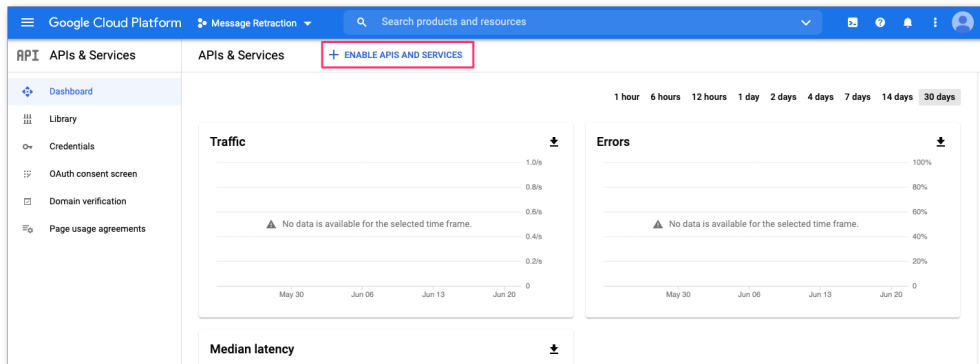 Google Cloud Platform
Message Retraction
Search products and resources
API APIs & Services
APIs & Services
ENABLE APIS AND SERVICES
Dashboard
Library
Credentials
OAuth consent screen
Domain verification
Page usage agreements
1 hour 6 hours 12 hours 1 day 2 days 4 days 7 days 14 days 30 days
Traffic
1.0/s
0.8/s
0.6/s
No data is available for the selected time frame.
0.4/s
0.2/s
0
May 30 Jun 06 Jun 13 Jun 20
Errors
100%
80%
60%
No data is available for the selected time frame.
40%
20%
0
May 30 Jun 06 Jun 13 Jun 20
Median latency